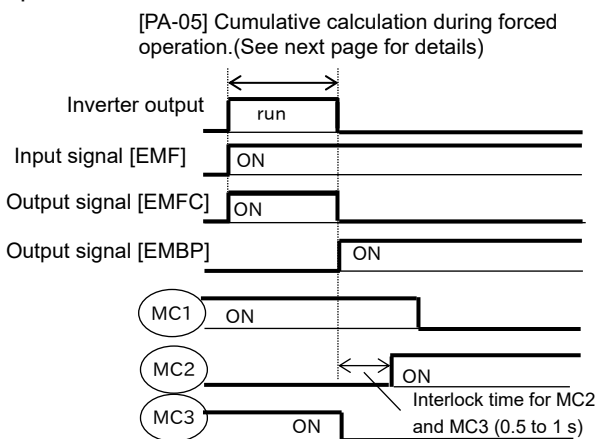 [PA-05] Cumulative calculation during forced
operation.(See next page for details)
Inverter output
run
Input signal [EMF]
ON
Output signal [EMFC]
ON
Output signal [EMBP]
ON
MC1
ON
MC2
ON
Interlock time for MC2
and MC3 (0.5 to 1 s)
MC3
ON